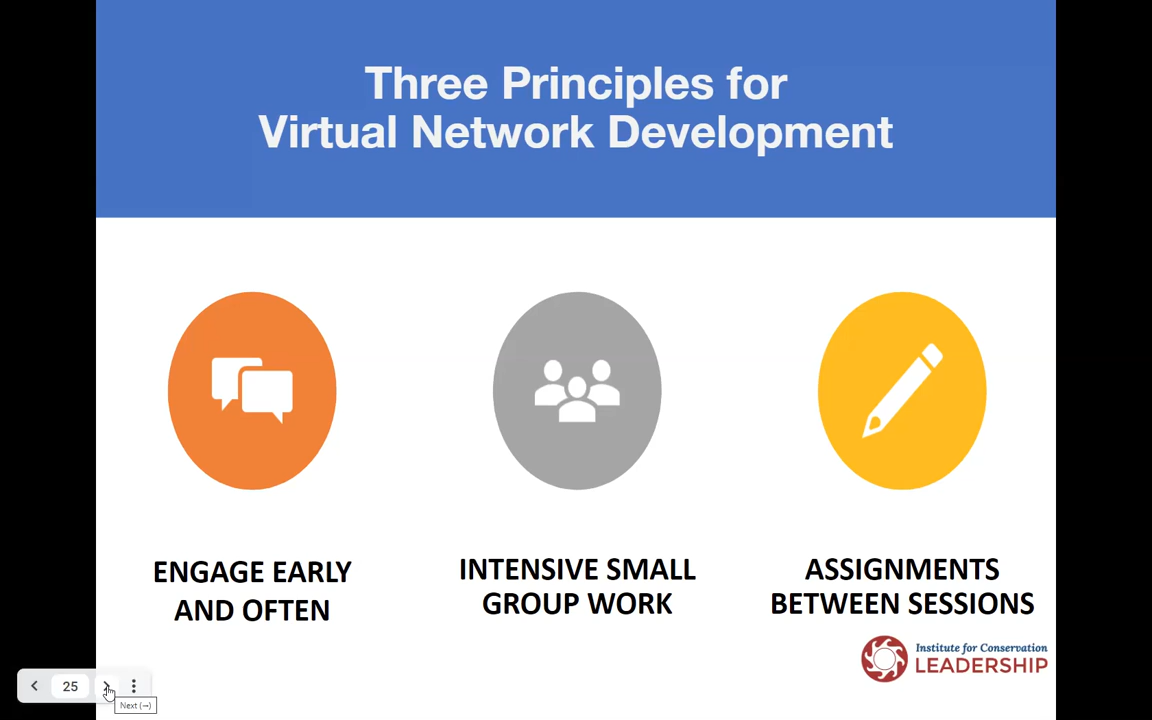 Three Principles for
Virtual Network Development
ENGAGE EARLY
AND OFTEN
INTENSIVE SMALL
GROUP WORK
ASSIGNMENTS
BETWEEN SESSIONS
Institute for Conservation
LEADERSHIP
25
Next (→)